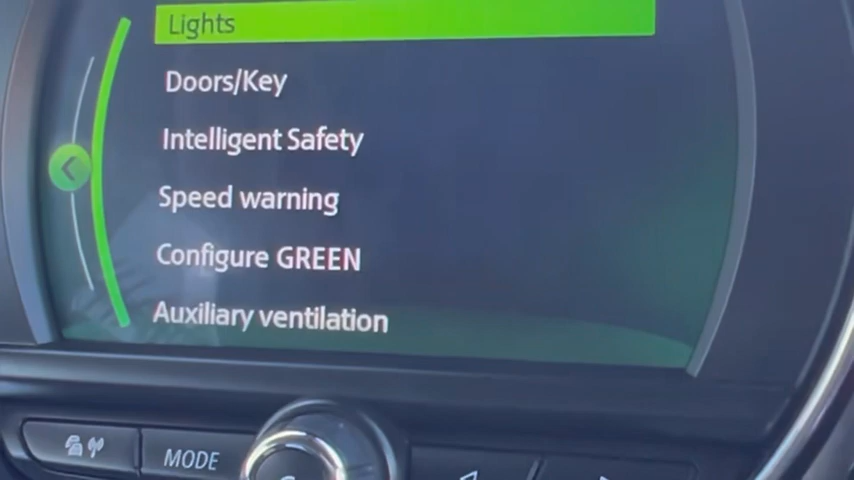 Lights
Doors/Key
Intelligent Safety
Speed warning
Configure GREEN
Auxiliary ventilation
MODE